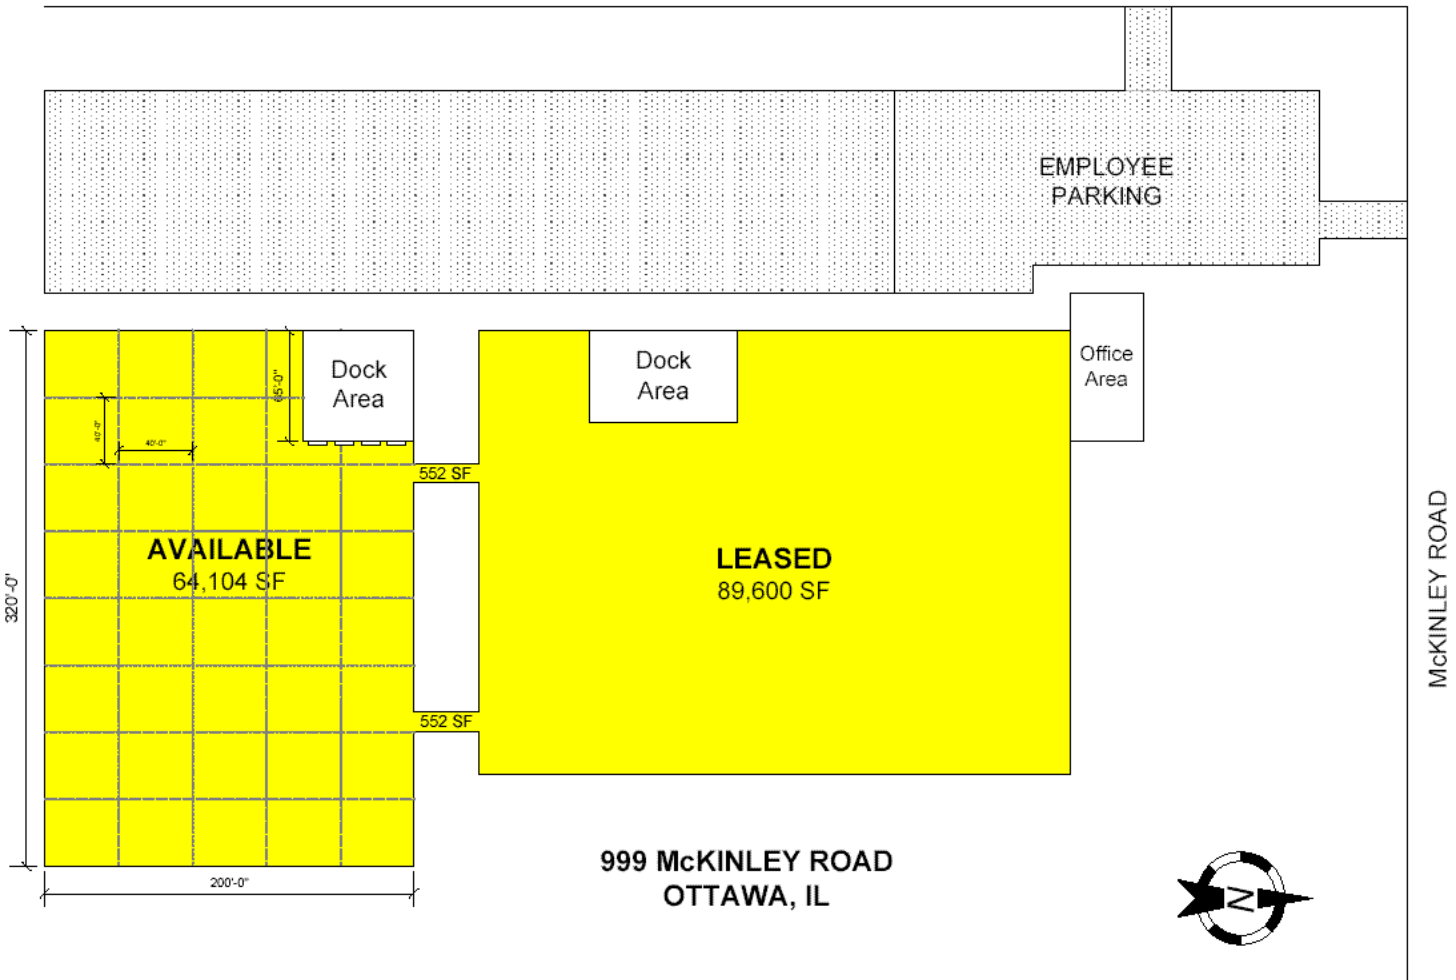 EMPLOYEE
PARKING
Dock
Area
65'-0"
Dock
Area
Office
Area
40'-0"
40'-0"
552 SF
AVAILABLE
64,104 SF
LEASED
89,600 SF
320'-0"
McKINLEY ROAD
552 SF
200'-0"
999 McKINLEY ROAD
OTTAWA, IL
N